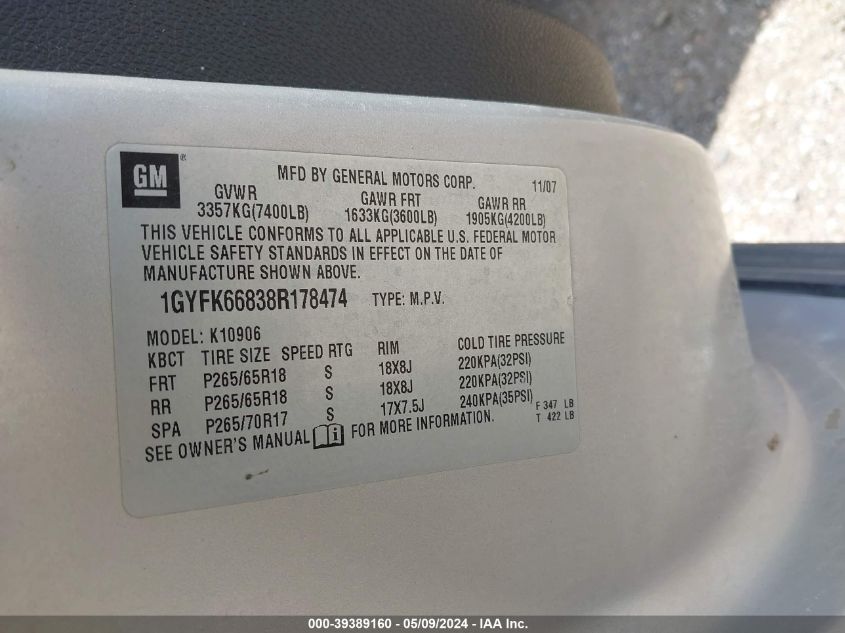 GM ®
MFD BY GENERAL MOTORS CORP. 11/07
GVWR GAWR FRT GAWR RR
3357KG(7400LB) 1633KG(3600LB) 1905KG(4200LB)
THIS VEHICLE CONFORMS TO ALL APPLICABLE U.S. FEDERAL MOTOR
VEHICLE SAFETY STANDARDS IN EFFECT ON THE DATE OF
MANUFACTURE SHOWN ABOVE.
1GYFK66838R178474 TYPE: M.P.V.
MODEL: K10906
KBCT TIRE SIZE SPEED RTG RIM COLD TIRE PRESSURE
FRT P265/65R18 S 18X8J 220KPA(32PSI)
RR P265/65R18 S 18X8J 220KPA(32PSI)
SPA P265/70R17 S 17X7.5J 240KPA(35PSI) F 347 LB
SEE OWNER'S MANUAL i FOR MORE INFORMATION. T 422 LB
000-39389160 - 05/09/2024 - IAA Inc.